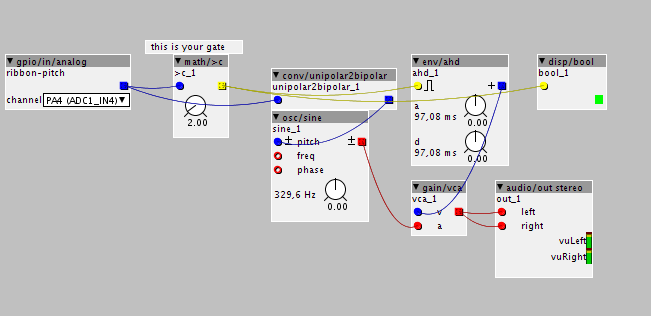 this is your gate
gpio/in/analog
ribbon-pitch
channel PA4 (ADC1_IN4)
math/>c
>c_1
2.00
conv/unipolar2bipolar
unipolar2bipolar_1
env/ahd
ahd_1
+
a
97,08 ms
0.00
d
97,08 ms
0.00
disp/bool
bool_1
osc/sine
sine_1
± pitch ±
freq
phase
329,6 Hz
0.00
gain/vca
vca_1
v
a
audio/out stereo
out_1
left
right
vuLeft
vuRight